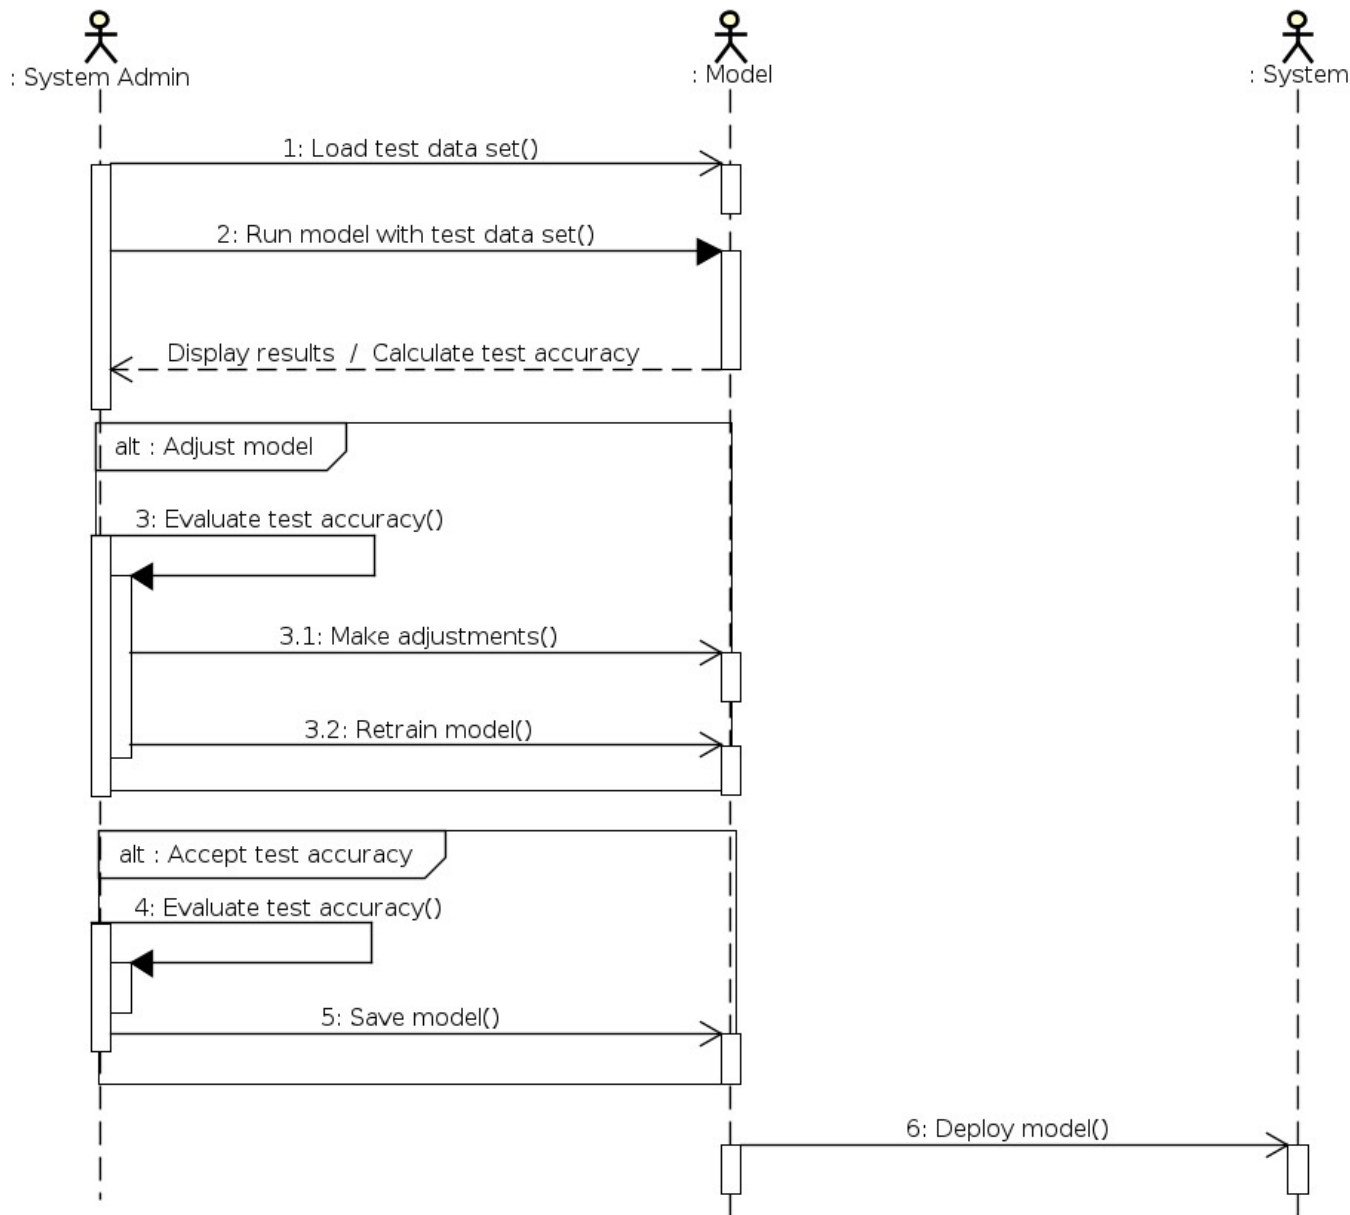 : System Admin
: Model
: System
1: Load test data set()
2: Run model with test data set()
Display results / Calculate test accuracy
alt : Adjust model
3: Evaluate test accuracy()
3.1: Make adjustments()
3.2: Retrain model()
alt : Accept test accuracy
4: Evaluate test accuracy()
5: Save model()
6: Deploy model()